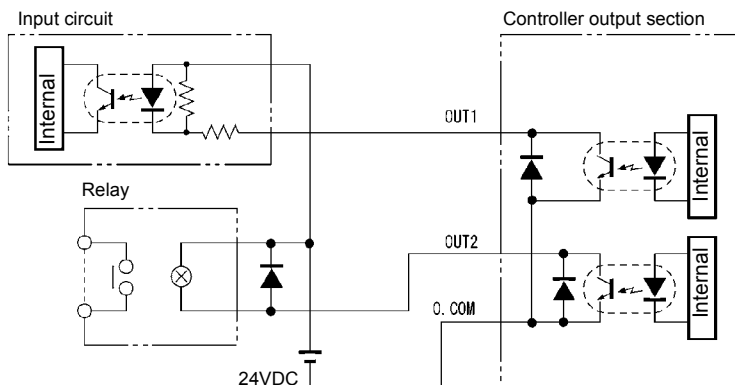 Input circuit
Controller output section
Internal
OUT1
Internal
Relay
OUT2
Internal
O.COM
24VDC